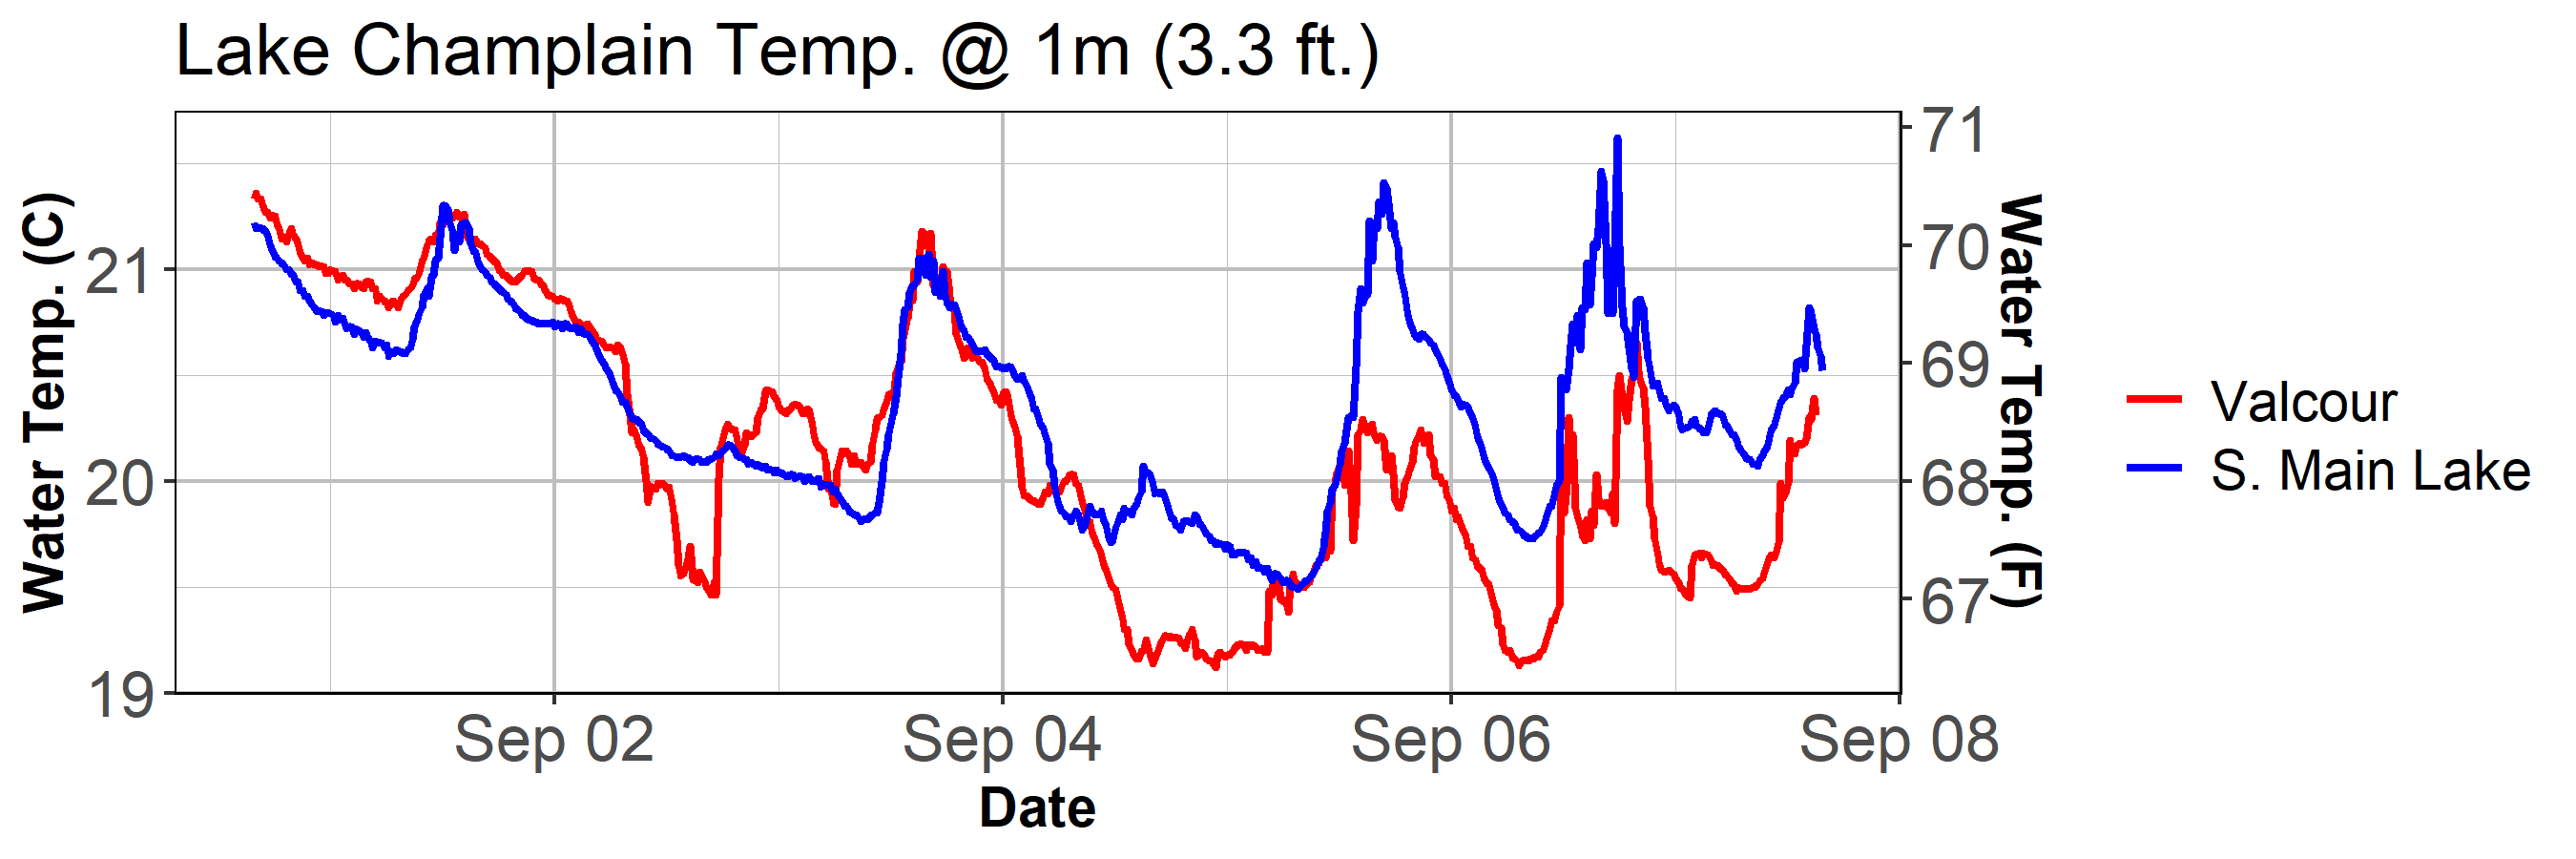 Lake Champlain Temp. @ 1m (3.3 ft.)
Water Temp. (C)
21
20
19
71
70
69
68
67
Water Temp. (F)
Sep 02
Sep 04
Sep 06
Sep 08
Date
Valcour
S. Main Lake